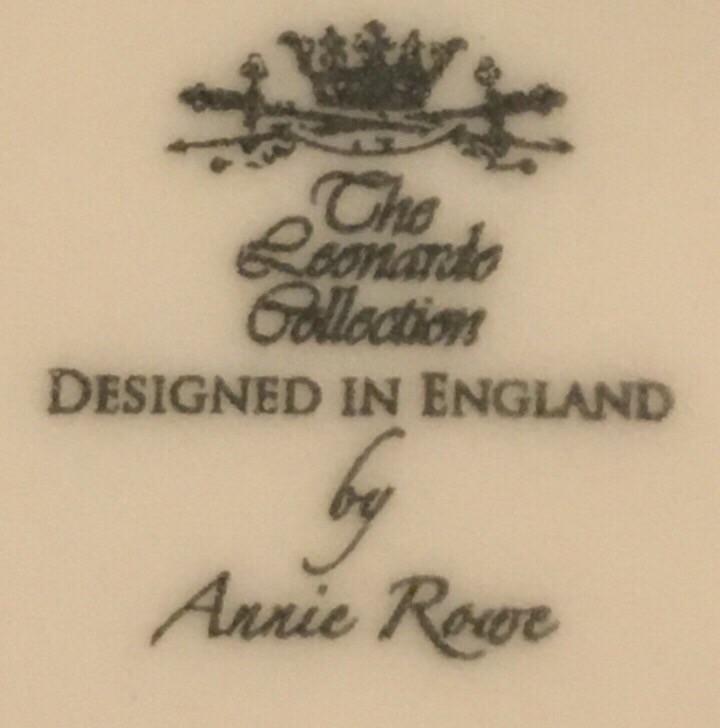 The
Leonardo
Collection
DESIGNED IN ENGLAND
by
Annie Rowe